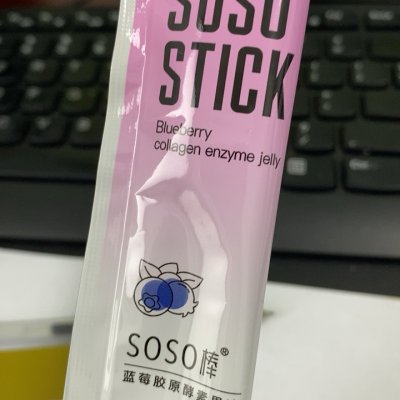 SOSO
STICK
Blueberry
collagen enzyme jelly
SOSO棒®
蓝莓胶原酵素果